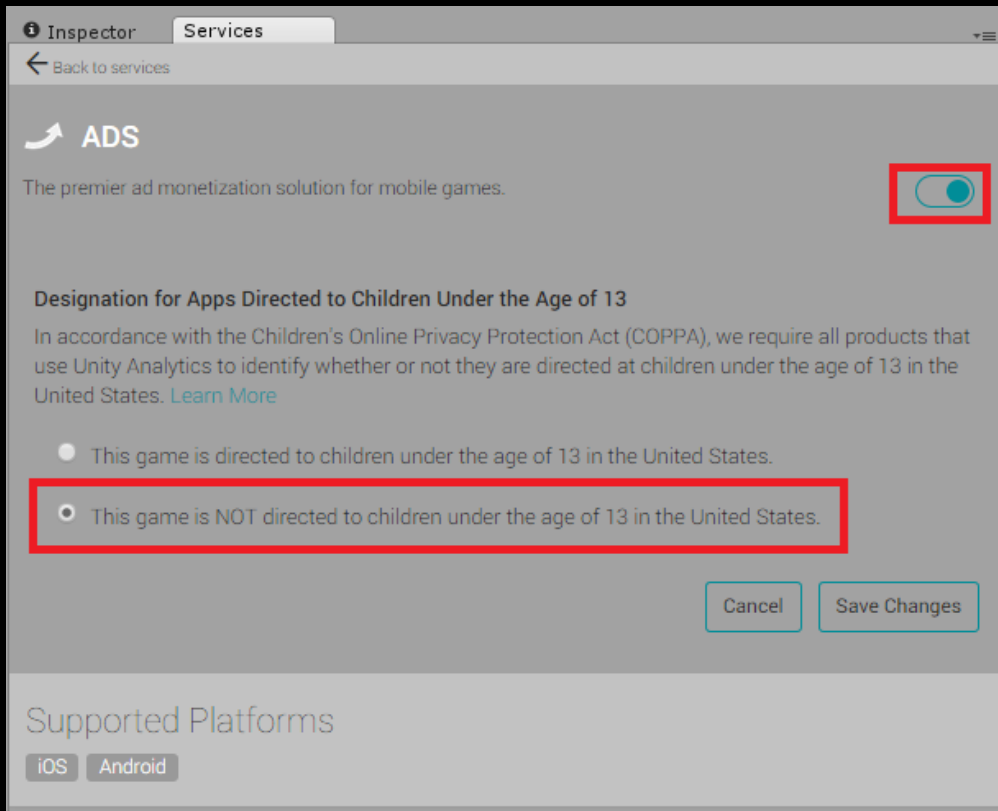 Inspector
Services
Back to services
ADS
The premier ad monetization solution for mobile games.
Designation for Apps Directed to Children Under the Age of 13
In accordance with the Children's Online Privacy Protection Act (COPPA), we require all products that
use Unity Analytics to identify whether or not they are directed at children under the age of 13 in the
United States. Learn More
This game is directed to children under the age of 13 in the United States.
This game is NOT directed to children under the age of 13 in the United States.
Cancel
Save Changes
Supported Platforms
iOS
Android